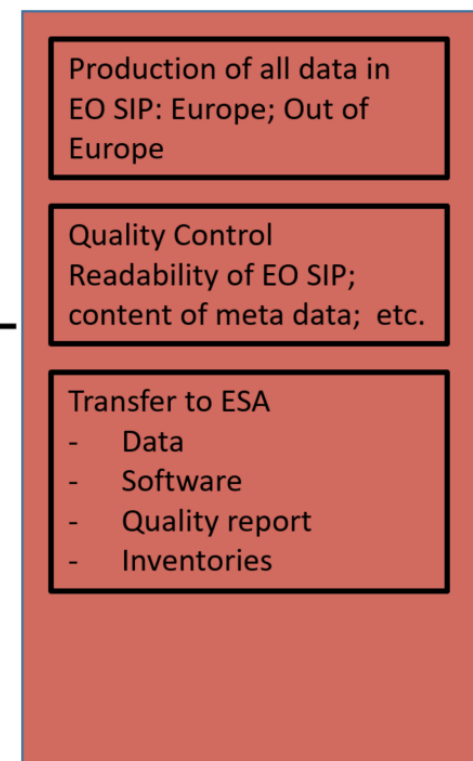 Production of all data in
EO SIP: Europe; Out of
Europe
Quality Control
Readability of EO SIP;
content of meta data; etc.
Transfer to ESA
- Data
- Software
- Quality report
- Inventories